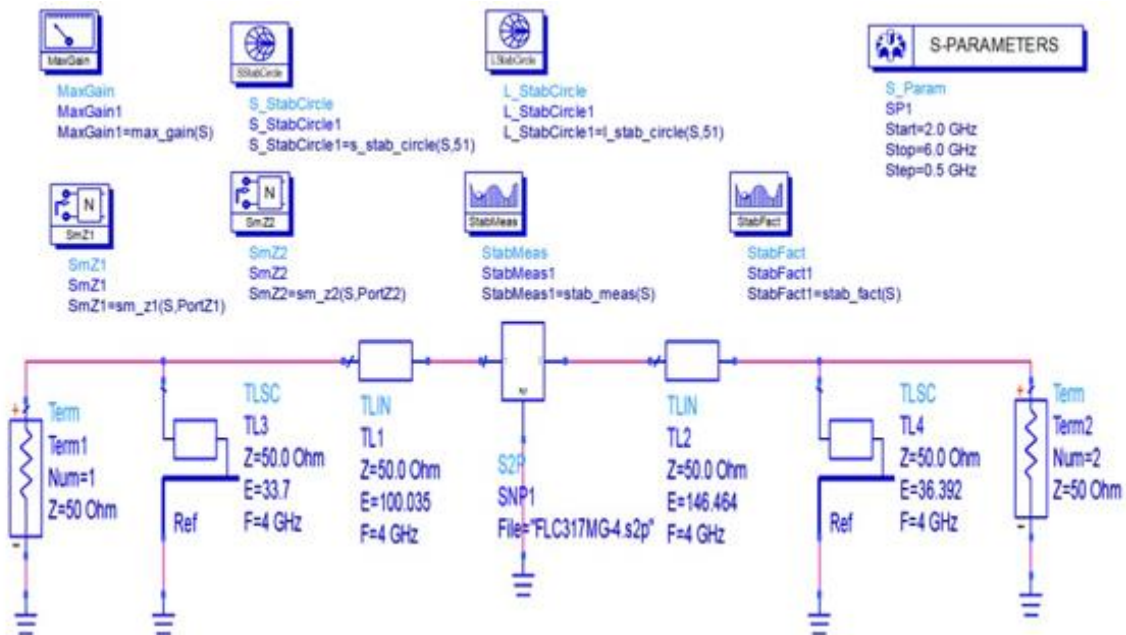 MaxGain
MaxGain
MaxGain1
MaxGain1=max_gain(S)
SStabCircle
S_StabCircle
S_StabCircle1
S_StabCircle1=s_stab_circle(S,51)
LStabCircle
L_StabCircle
L_StabCircle1
L_StabCircle1=l_stab_circle(S,51)
S-PARAMETERS
S_Param
SP1
Start=2.0 GHz
Stop=6.0 GHz
Step=0.5 GHz
N
SmZ1
SmZ1
SmZ1
SmZ1=sm_z1(S,PortZ1)
N
SmZ2
SmZ2
SmZ2
SmZ2=sm_z2(S,PortZ2)
StabMeas
StabMeas
StabMeas1
StabMeas1=stab_meas(S)
StabFact
StabFact
StabFact1
StabFact1=stab_fact(S)
+
Term
Term1
Num=1
Z=50 Ohm
-
Ref
TLSC
TL3
Z=50.0 Ohm
E=33.7
F=4 GHz
TLIN
TL1
Z=50.0 Ohm
E=100.035
F=4 GHz
S2P
SNP1
File="FLC317MG-4.s2p"
TLIN
TL2
Z=50.0 Ohm
E=146.464
F=4 GHz
Ref
TLSC
TL4
Z=50.0 Ohm
E=36.392
F=4 GHz
+
Term
Term2
Num=2
Z=50 Ohm
-